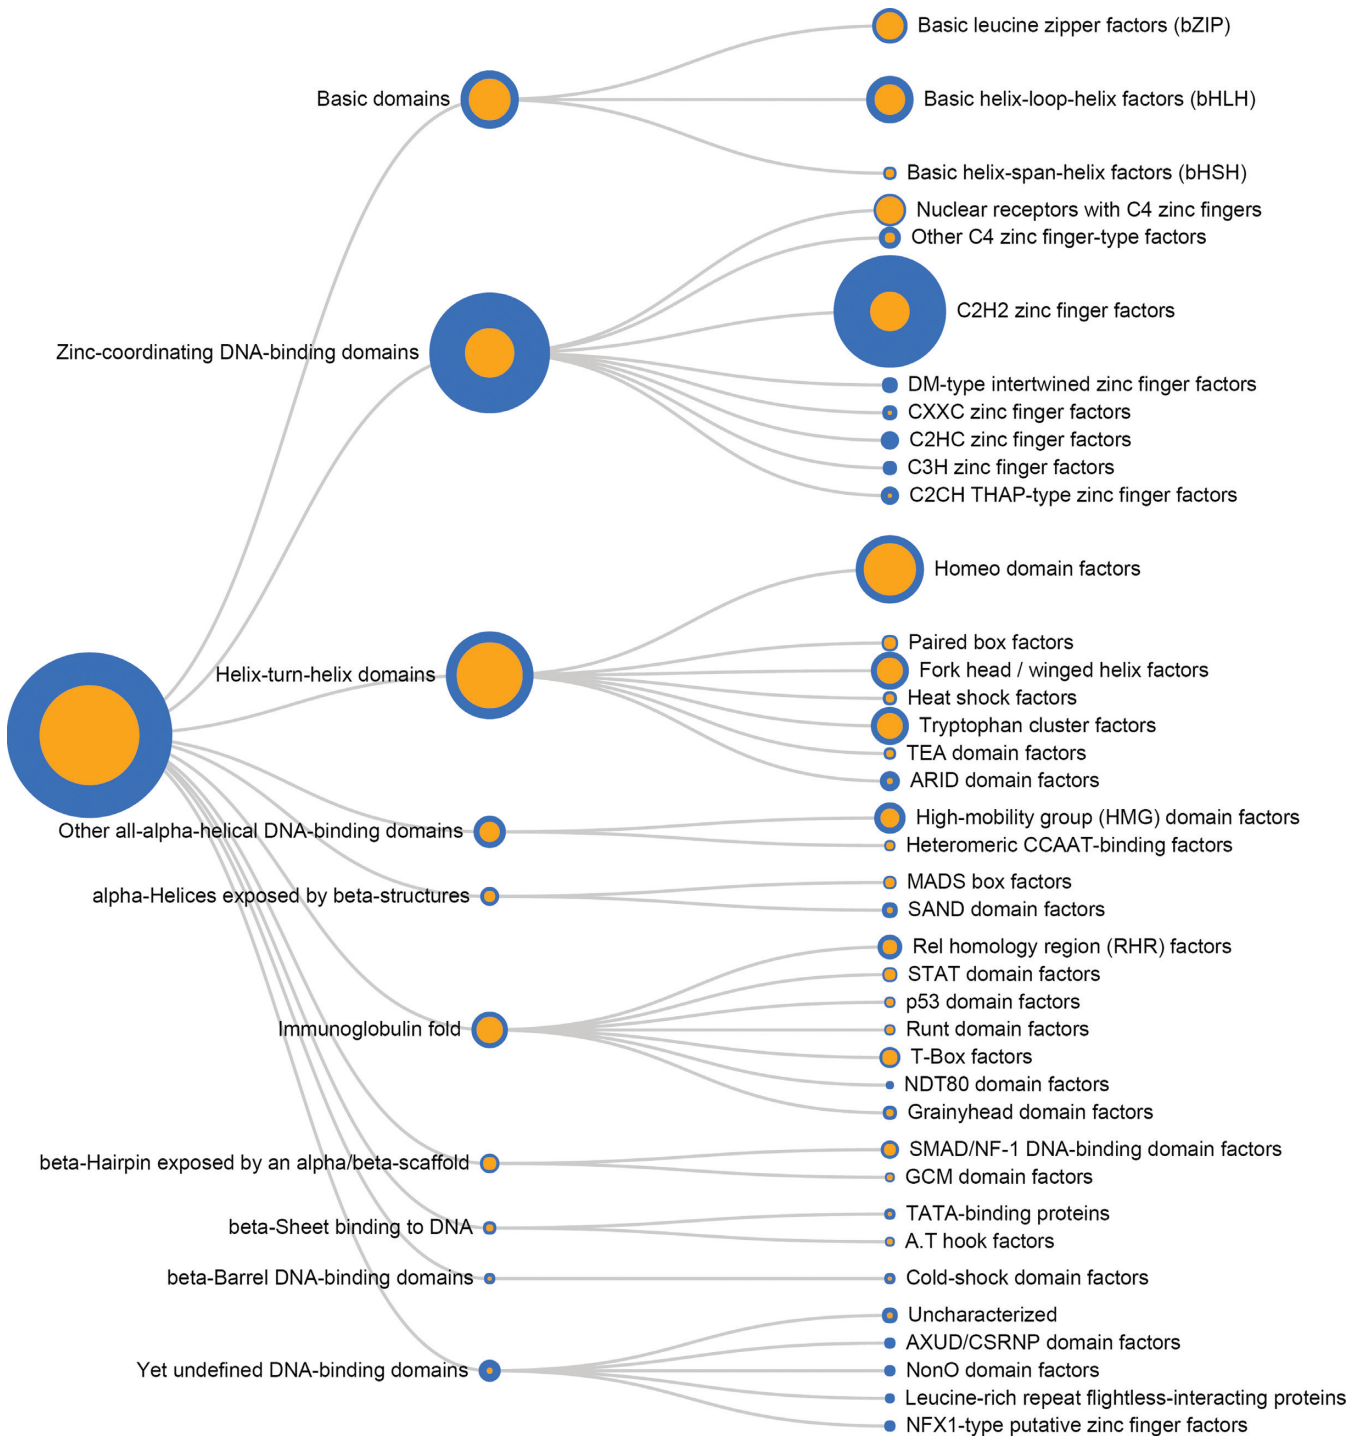 Basic domains
Basic leucine zipper factors (bZIP)
Basic helix-loop-helix factors (bHLH)
Basic helix-span-helix factors (bHSH)
Zinc-coordinating DNA-binding domains
Nuclear receptors with C4 zinc fingers
Other C4 zinc finger-type factors
C2H2 zinc finger factors
DM-type intertwined zinc finger factors
CXXC zinc finger factors
C2HC zinc finger factors
C3H zinc finger factors
C2CH THAP-type zinc finger factors
Helix-turn-helix domains
Homeo domain factors
Paired box factors
Fork head / winged helix factors
Heat shock factors
Tryptophan cluster factors
TEA domain factors
ARID domain factors
Other all-alpha-helical DNA-binding domains
High-mobility group (HMG) domain factors
Heteromeric CCAAT-binding factors
alpha-Helices exposed by beta-structures
MADS box factors
SAND domain factors
Immunoglobulin fold
Rel homology region (RHR) factors
STAT domain factors
p53 domain factors
Runt domain factors
T-Box factors
NDT80 domain factors
Grainyhead domain factors
beta-Hairpin exposed by an alpha/beta-scaffold
SMAD/NF-1 DNA-binding domain factors
GCM domain factors
beta-Sheet binding to DNA
TATA-binding proteins
A.T hook factors
beta-Barrel DNA-binding domains
Cold-shock domain factors
Yet undefined DNA-binding domains
Uncharacterized
AXUD/CSRNP domain factors
NonO domain factors
Leucine-rich repeat flightless-interacting proteins
NFX1-type putative zinc finger factors